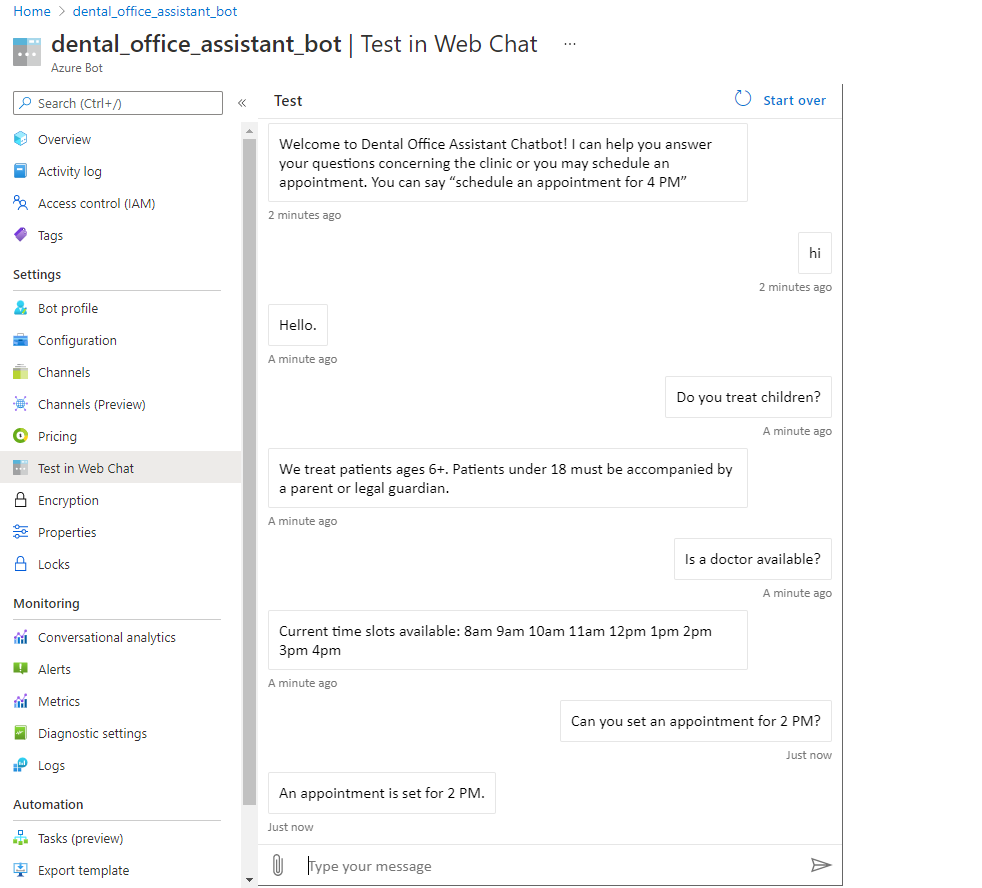 Home > dental_office_assistant_bot
dental_office_assistant_bot | Test in Web Chat ...
Azure Bot
Search (Ctrl+/)
«
Overview
Activity log
Access control (IAM)
Tags
Settings
Bot profile
Configuration
Channels
Channels (Preview)
Pricing
Test in Web Chat
Encryption
Properties
Locks
Monitoring
Conversational analytics
Alerts
Metrics
Diagnostic settings
Logs
Automation
Tasks (preview)
Export template
Test
Start over
Welcome to Dental Office Assistant Chatbot! I can help you answer
your questions concerning the clinic or you may schedule an
appointment. You can say “schedule an appointment for 4 PM”
2 minutes ago
hi
2 minutes ago
Hello.
A minute ago
Do you treat children?
A minute ago
We treat patients ages 6+. Patients under 18 must be accompanied by
a parent or legal guardian.
A minute ago
Is a doctor available?
A minute ago
Current time slots available: 8am 9am 10am 11am 12pm 1pm 2pm
3pm 4pm
A minute ago
Can you set an appointment for 2 PM?
Just now
An appointment is set for 2 PM.
Just now
Type your message